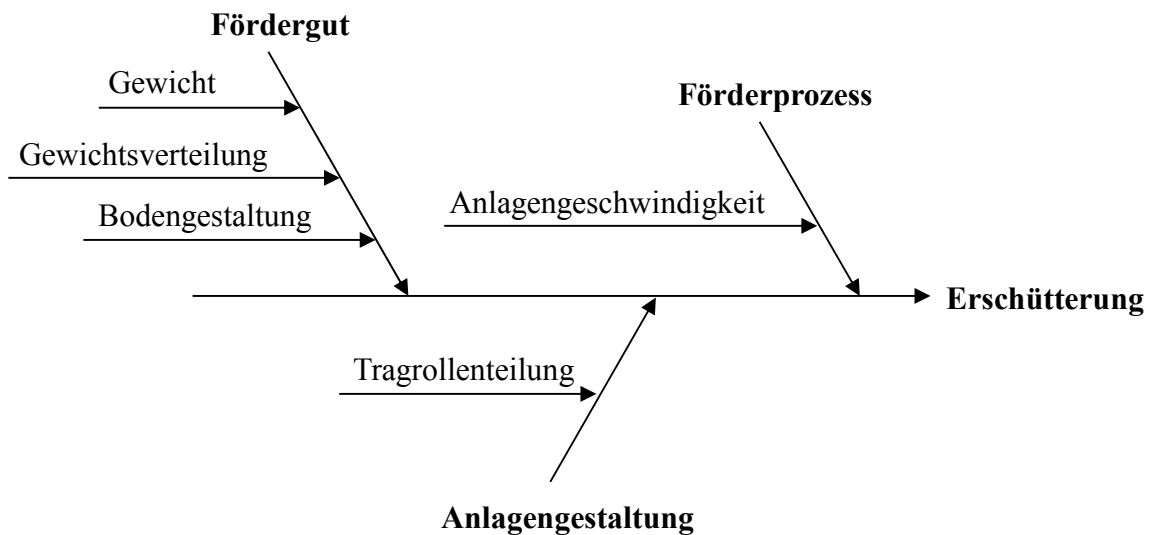 Fördergut
Gewicht
Förderprozess
Gewichtsverteilung
Anlagengeschwindigkeit
Bodengestaltung
Erschütterung
Tragrollenteilung
Anlagengestaltung